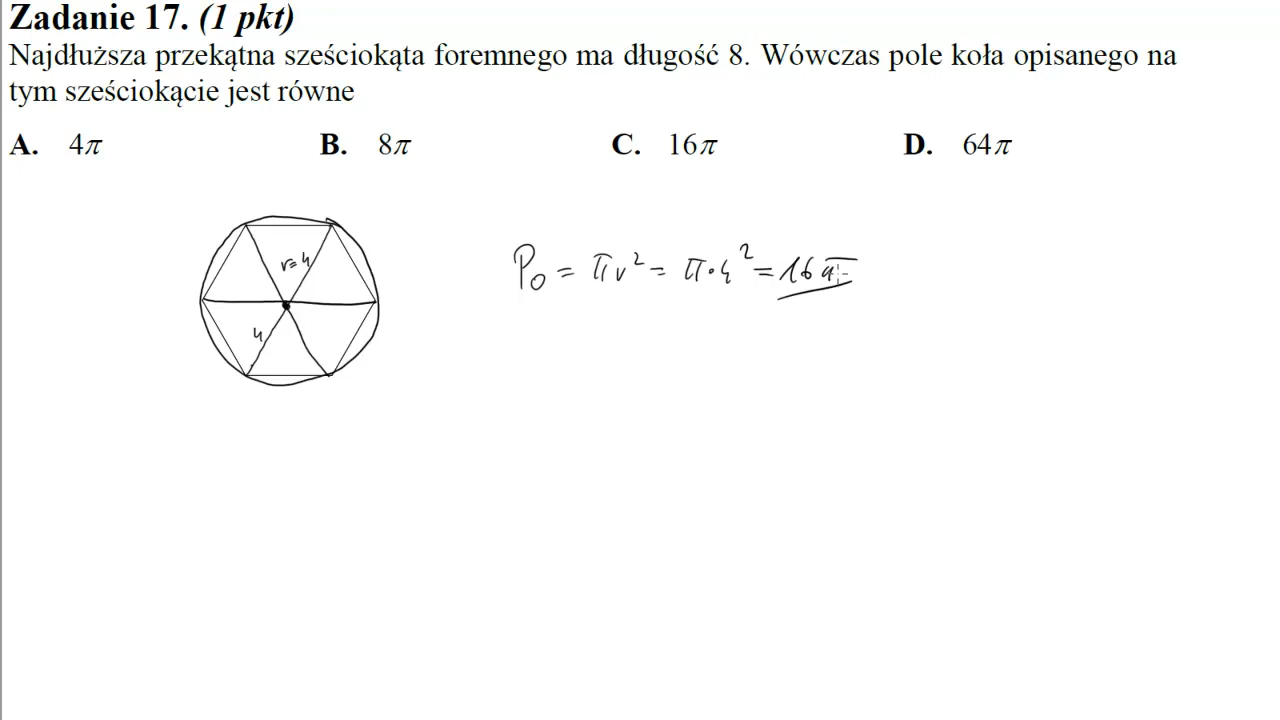 Zadanie 17. (1 pkt)
Najdłuższa przekątna sześciokąta foremnego ma długość 8. Wówczas pole koła opisanego na
tym sześciokącie jest równe
A. 4π B. 8π C. 16π D. 64π
r=4
4
P₀ = πr² = π·4² = 16π